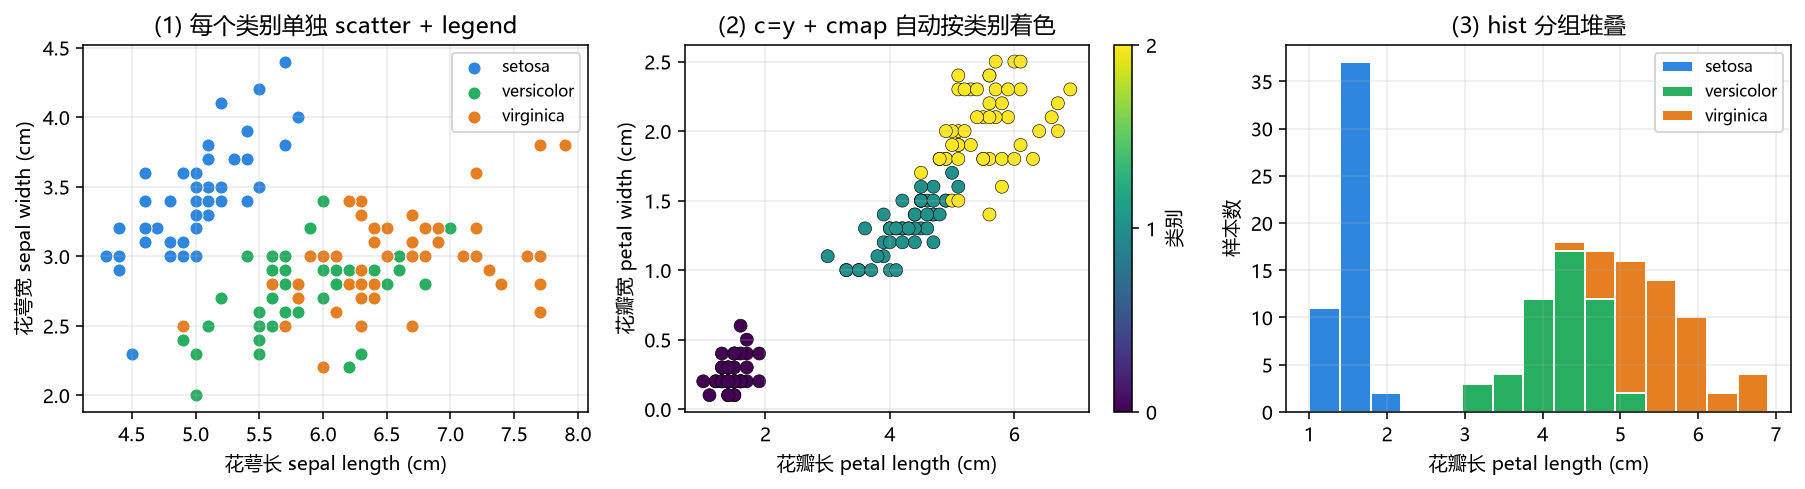 (1) 每个类别单独 scatter + legend
花萼宽 sepal width (cm)
4.5
4.0
3.5
3.0
2.5
2.0
setosa
versicolor
virginica
4.5 5.0 5.5 6.0 6.5 7.0 7.5 8.0
花萼长 sepal length (cm)
(2) c=y + cmap 自动按类别着色
花瓣宽 petal width (cm)
2.5
2.0
1.5
1.0
0.5
0.0
2 4 6
花瓣长 petal length (cm)
2
1
0
类别
(3) hist 分组堆叠
样本数
35
30
25
20
15
10
5
0
setosa
versicolor
virginica
1 2 3 4 5 6 7
花瓣长 petal length (cm)